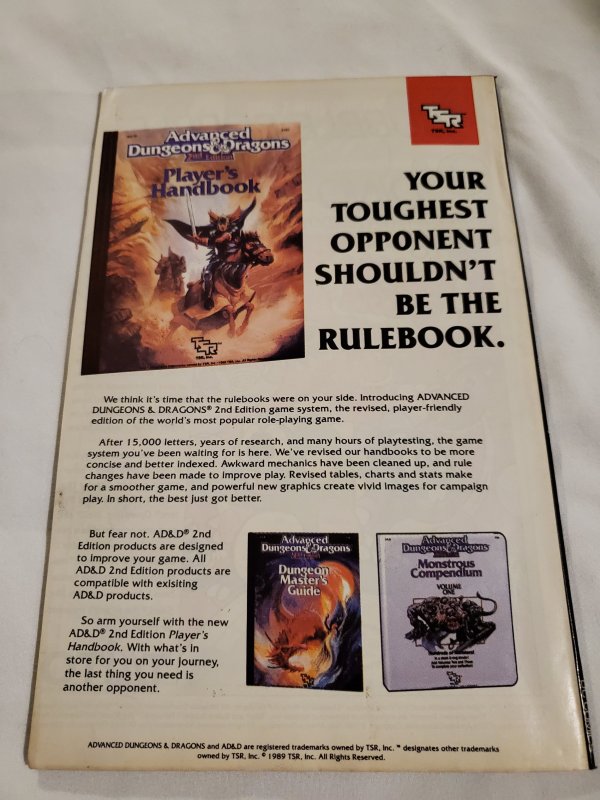 TSR
TSR, Inc.
Advanced
Dungeons & Dragons
2nd Edition
Player's
Handbook
TSR
TSR, Inc.
YOUR
TOUGHEST
OPPONENT
SHOULDN'T
BE THE
RULEBOOK.
We think it's time that the rulebooks were on your side. Introducing ADVANCED
DUNGEONS & DRAGONS® 2nd Edition game system, the revised, player-friendly
edition of the world's most popular role-playing game.
After 15,000 letters, years of research, and many hours of playtesting, the game
system you've been waiting for is here. We've revised our handbooks to be more
concise and better indexed. Awkward mechanics have been cleaned up, and rule
changes have been made to improve play. Revised tables, charts and stats make
for a smoother game, and powerful new graphics create vivid images for campaign
play. In short, the best just got better.
But fear not. AD&D® 2nd
Edition products are designed
to improve your game. All
AD&D 2nd Edition products are
compatible with exisiting
AD&D products.
So arm yourself with the new
AD&D® 2nd Edition Player's
Handbook. With what's in
store for you on your journey,
the last thing you need is
another opponent.
Advanced
Dungeons & Dragons
Dungeon
Master's
Guide
TSR
Advanced
Dungeons & Dragons
Monstrous
Compendium
VOLUME
ONE
Hundreds of Monsters!
TSR
ADVANCED DUNGEONS & DRAGONS and AD&D are registered trademarks owned by TSR, Inc. ™ designates other trademarks
owned by TSR, Inc. © 1989 TSR, Inc. All Rights Reserved.